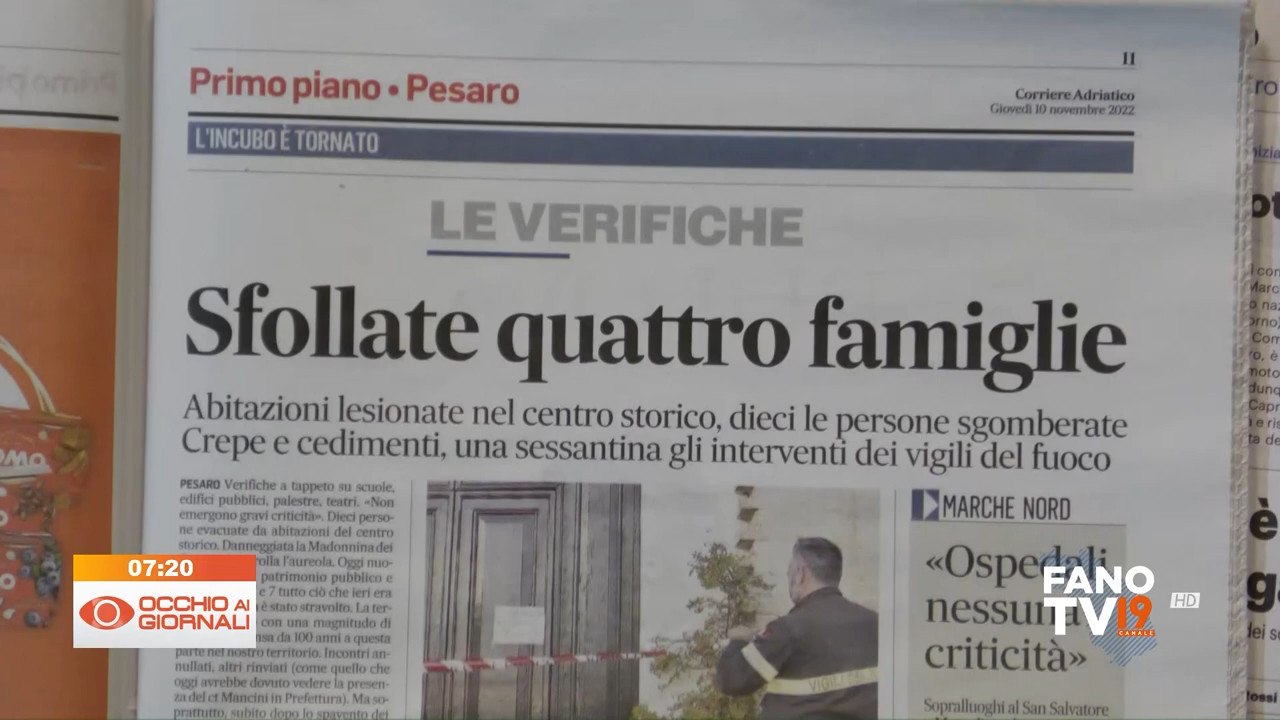 11
Primo piano • Pesaro
Corriere Adriatico
Giovedì 10 novembre 2022
L'INCUBO È TORNATO
LE VERIFICHE
Sfollate quattro famiglie
Abitazioni lesionate nel centro storico, dieci le persone sgomberate
Crepe e cedimenti, una sessantina gli interventi dei vigili del fuoco
PESARO Verifiche a tappeto su scuole,
edifici pubblici, palestre, teatri. «Non
emergono gravi criticità». Dieci perso-
ne evacuate da abitazioni del centro
storico. Danneggiata la Madonnina dei
rolla l'aureola. Oggi nuo-
patrimonio pubblico e
e 7 tutto ciò che ieri era
è stato stravolto. La ter-
con una magnitudo di
nsa da 100 anni a questa
parte nel nostro territorio. Incontri an-
nullati, altri rinviati (come quello che
oggi avrebbe dovuto vedere la presen-
za del ct Mancini in Prefettura). Ma so-
prattutto, subito dopo lo spavento dei
VIGILI
MARCHE NORD
«Ospedali
nessuna
criticità»
Sopralluoghi al San Salvatore
07:20
OCCHIO AI
GIORNALI
FANO
TV19
CANALE
HD